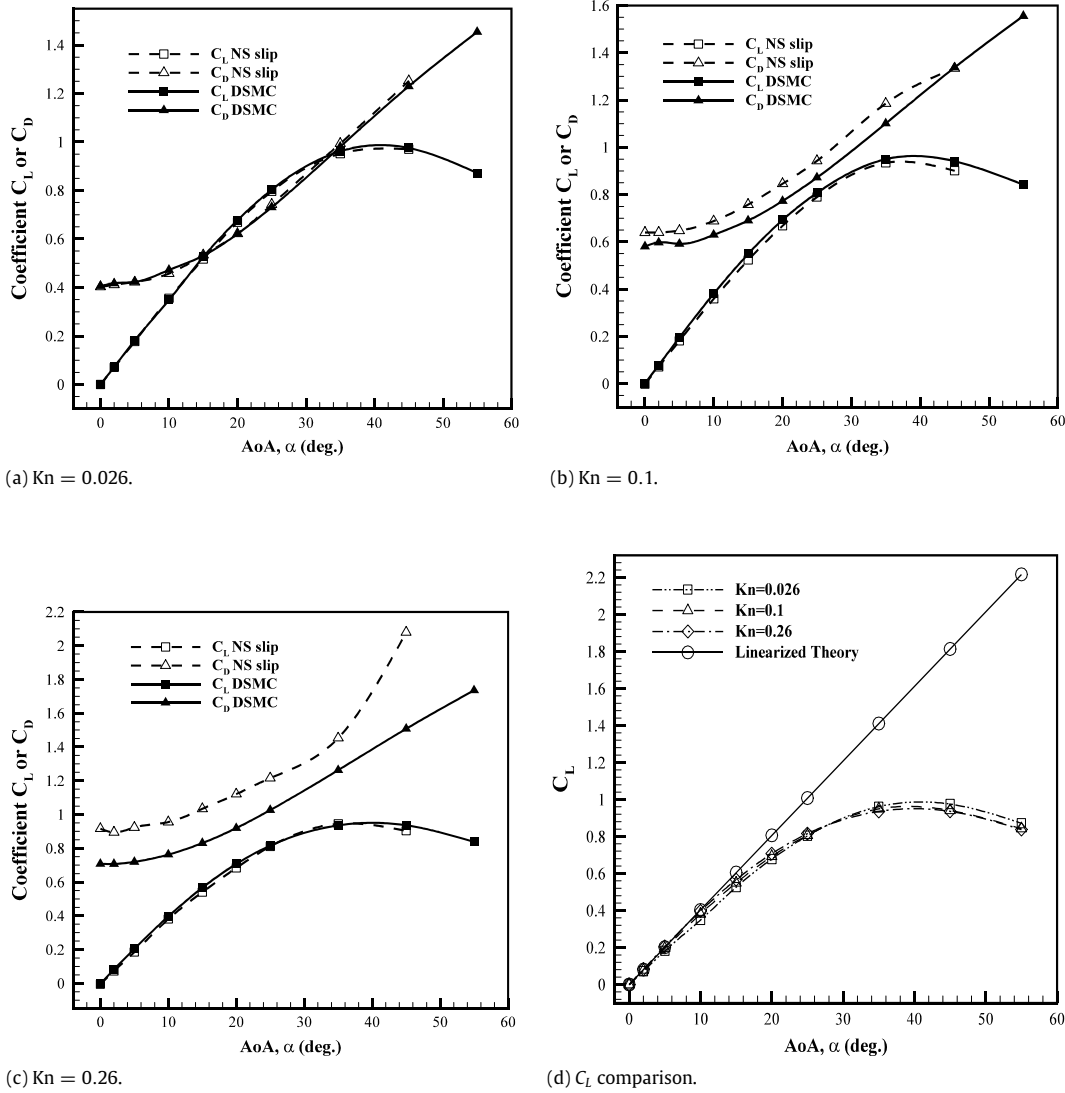 Coefficient C_L or C_D
1.4
1.2
1
0.8
0.6
0.4
0.2
0
C_L NS slip
C_D NS slip
C_L DSMC
C_D DSMC
0 10 20 30 40 50 60
AoA, α (deg.)
(a) Kn = 0.026.
Coefficient C_L or C_D
1.6
1.4
1.2
1
0.8
0.6
0.4
0.2
0
C_L NS slip
C_D NS slip
C_L DSMC
C_D DSMC
0 10 20 30 40 50 60
AoA, α (deg.)
(b) Kn = 0.1.
Coefficient C_L or C_D
2.2
2
1.8
1.6
1.4
1.2
1
0.8
0.6
0.4
0.2
0
C_L NS slip
C_D NS slip
C_L DSMC
C_D DSMC
0 10 20 30 40 50 60
AoA, α (deg.)
(c) Kn = 0.26.
C_L
2.2
2
1.8
1.6
1.4
1.2
1
0.8
0.6
0.4
0.2
0
Kn=0.026
Kn=0.1
Kn=0.26
Linearized Theory
0 10 20 30 40 50 60
AoA, α (deg.)
(d) C_L comparison.